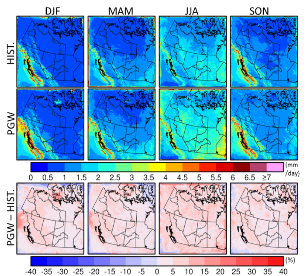 DJF MAM JJA SON
HIST.
PGW
0 0.5 1 1.5 2 2.5 3 3.5 4 4.5 5 5.5 6 6.5 ≥7 (mm/day)
PGW – HIST.
-40 -35 -30 -25 -20 -15 -10 -5 0 5 10 15 20 25 30 35 40 (%)